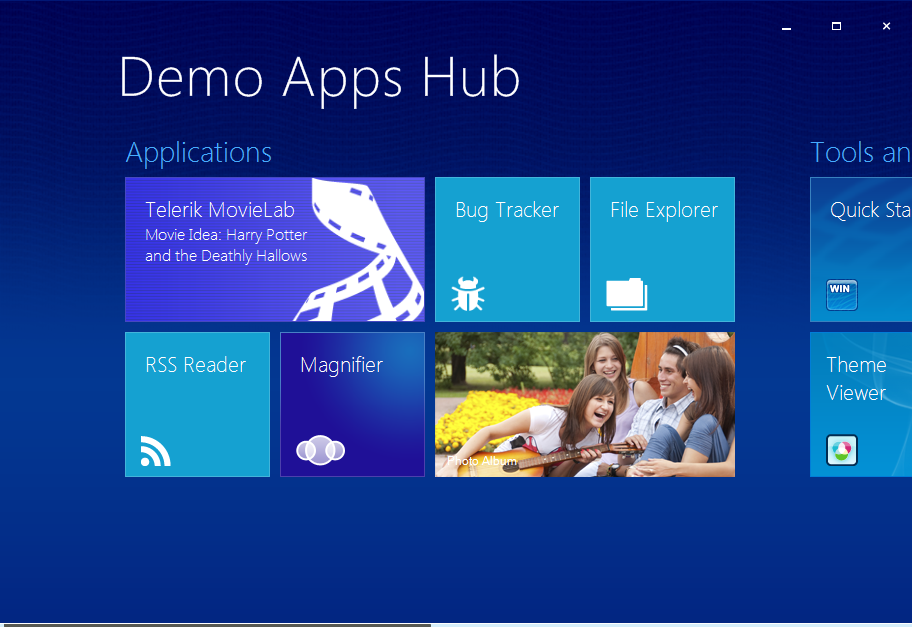 Demo Apps Hub
Applications
Tools an
Telerik MovieLab
Movie Idea: Harry Potter
and the Deathly Hallows
Bug Tracker
File Explorer
Quick Sta
WIN
RSS Reader
Magnifier
Photo Album
Theme
Viewer